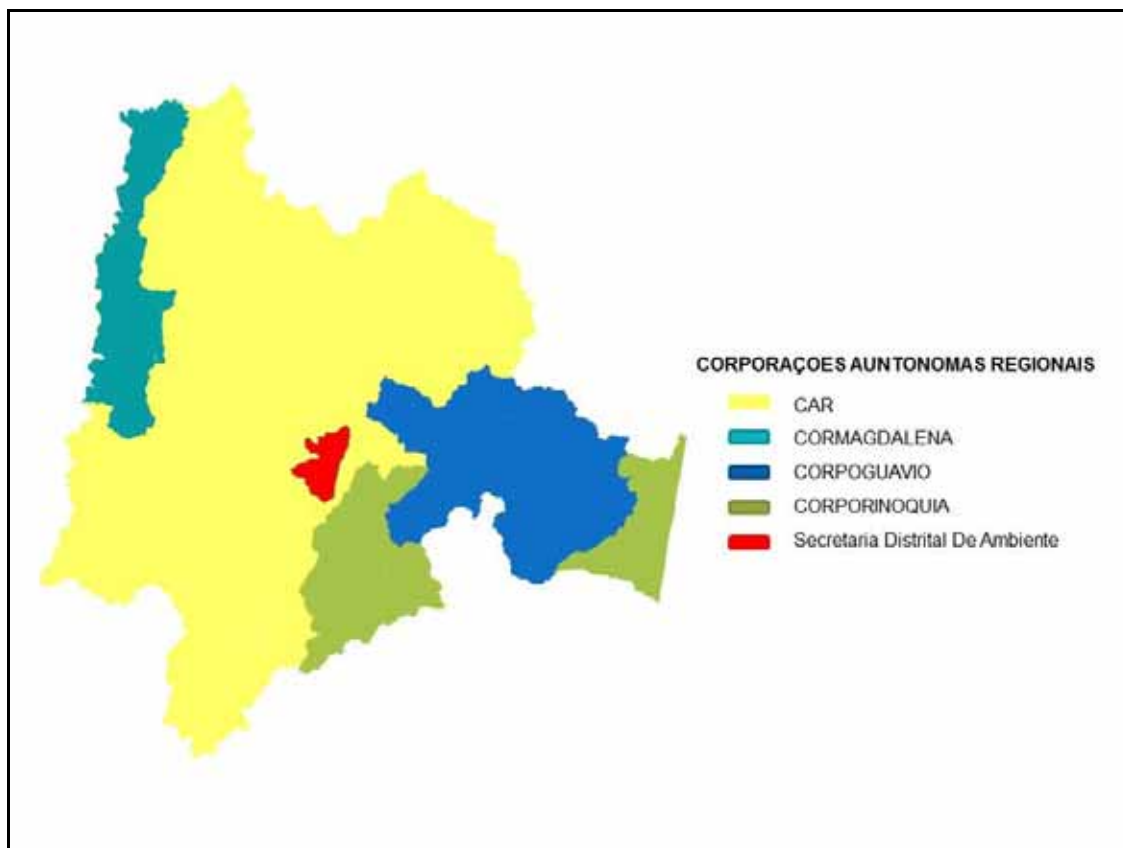 CORPORAÇOES AUNTONOMAS REGIONAIS
CAR
CORMAGDALENA
CORPOGUAVIO
CORPORINOQUIA
Secretaria Distrital De Ambiente